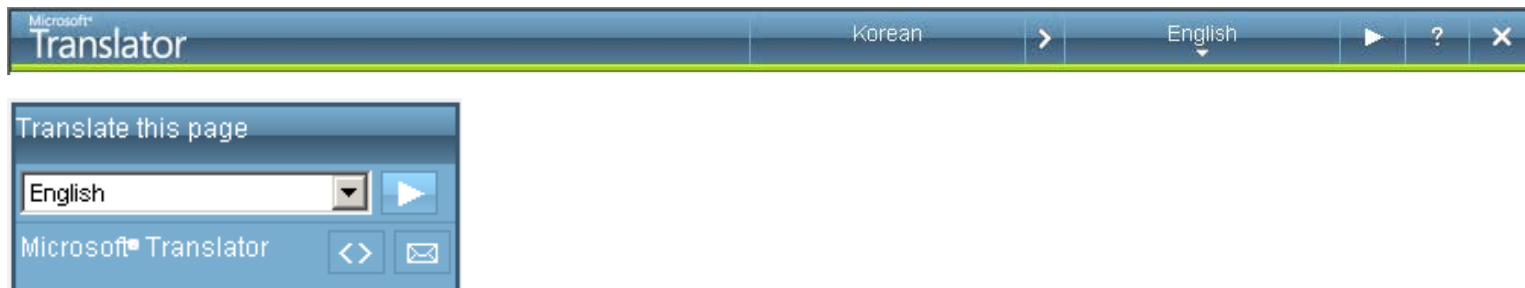 Microsoft®
Translator
Korean > English ?
Translate this page
English
Microsoft® Translator